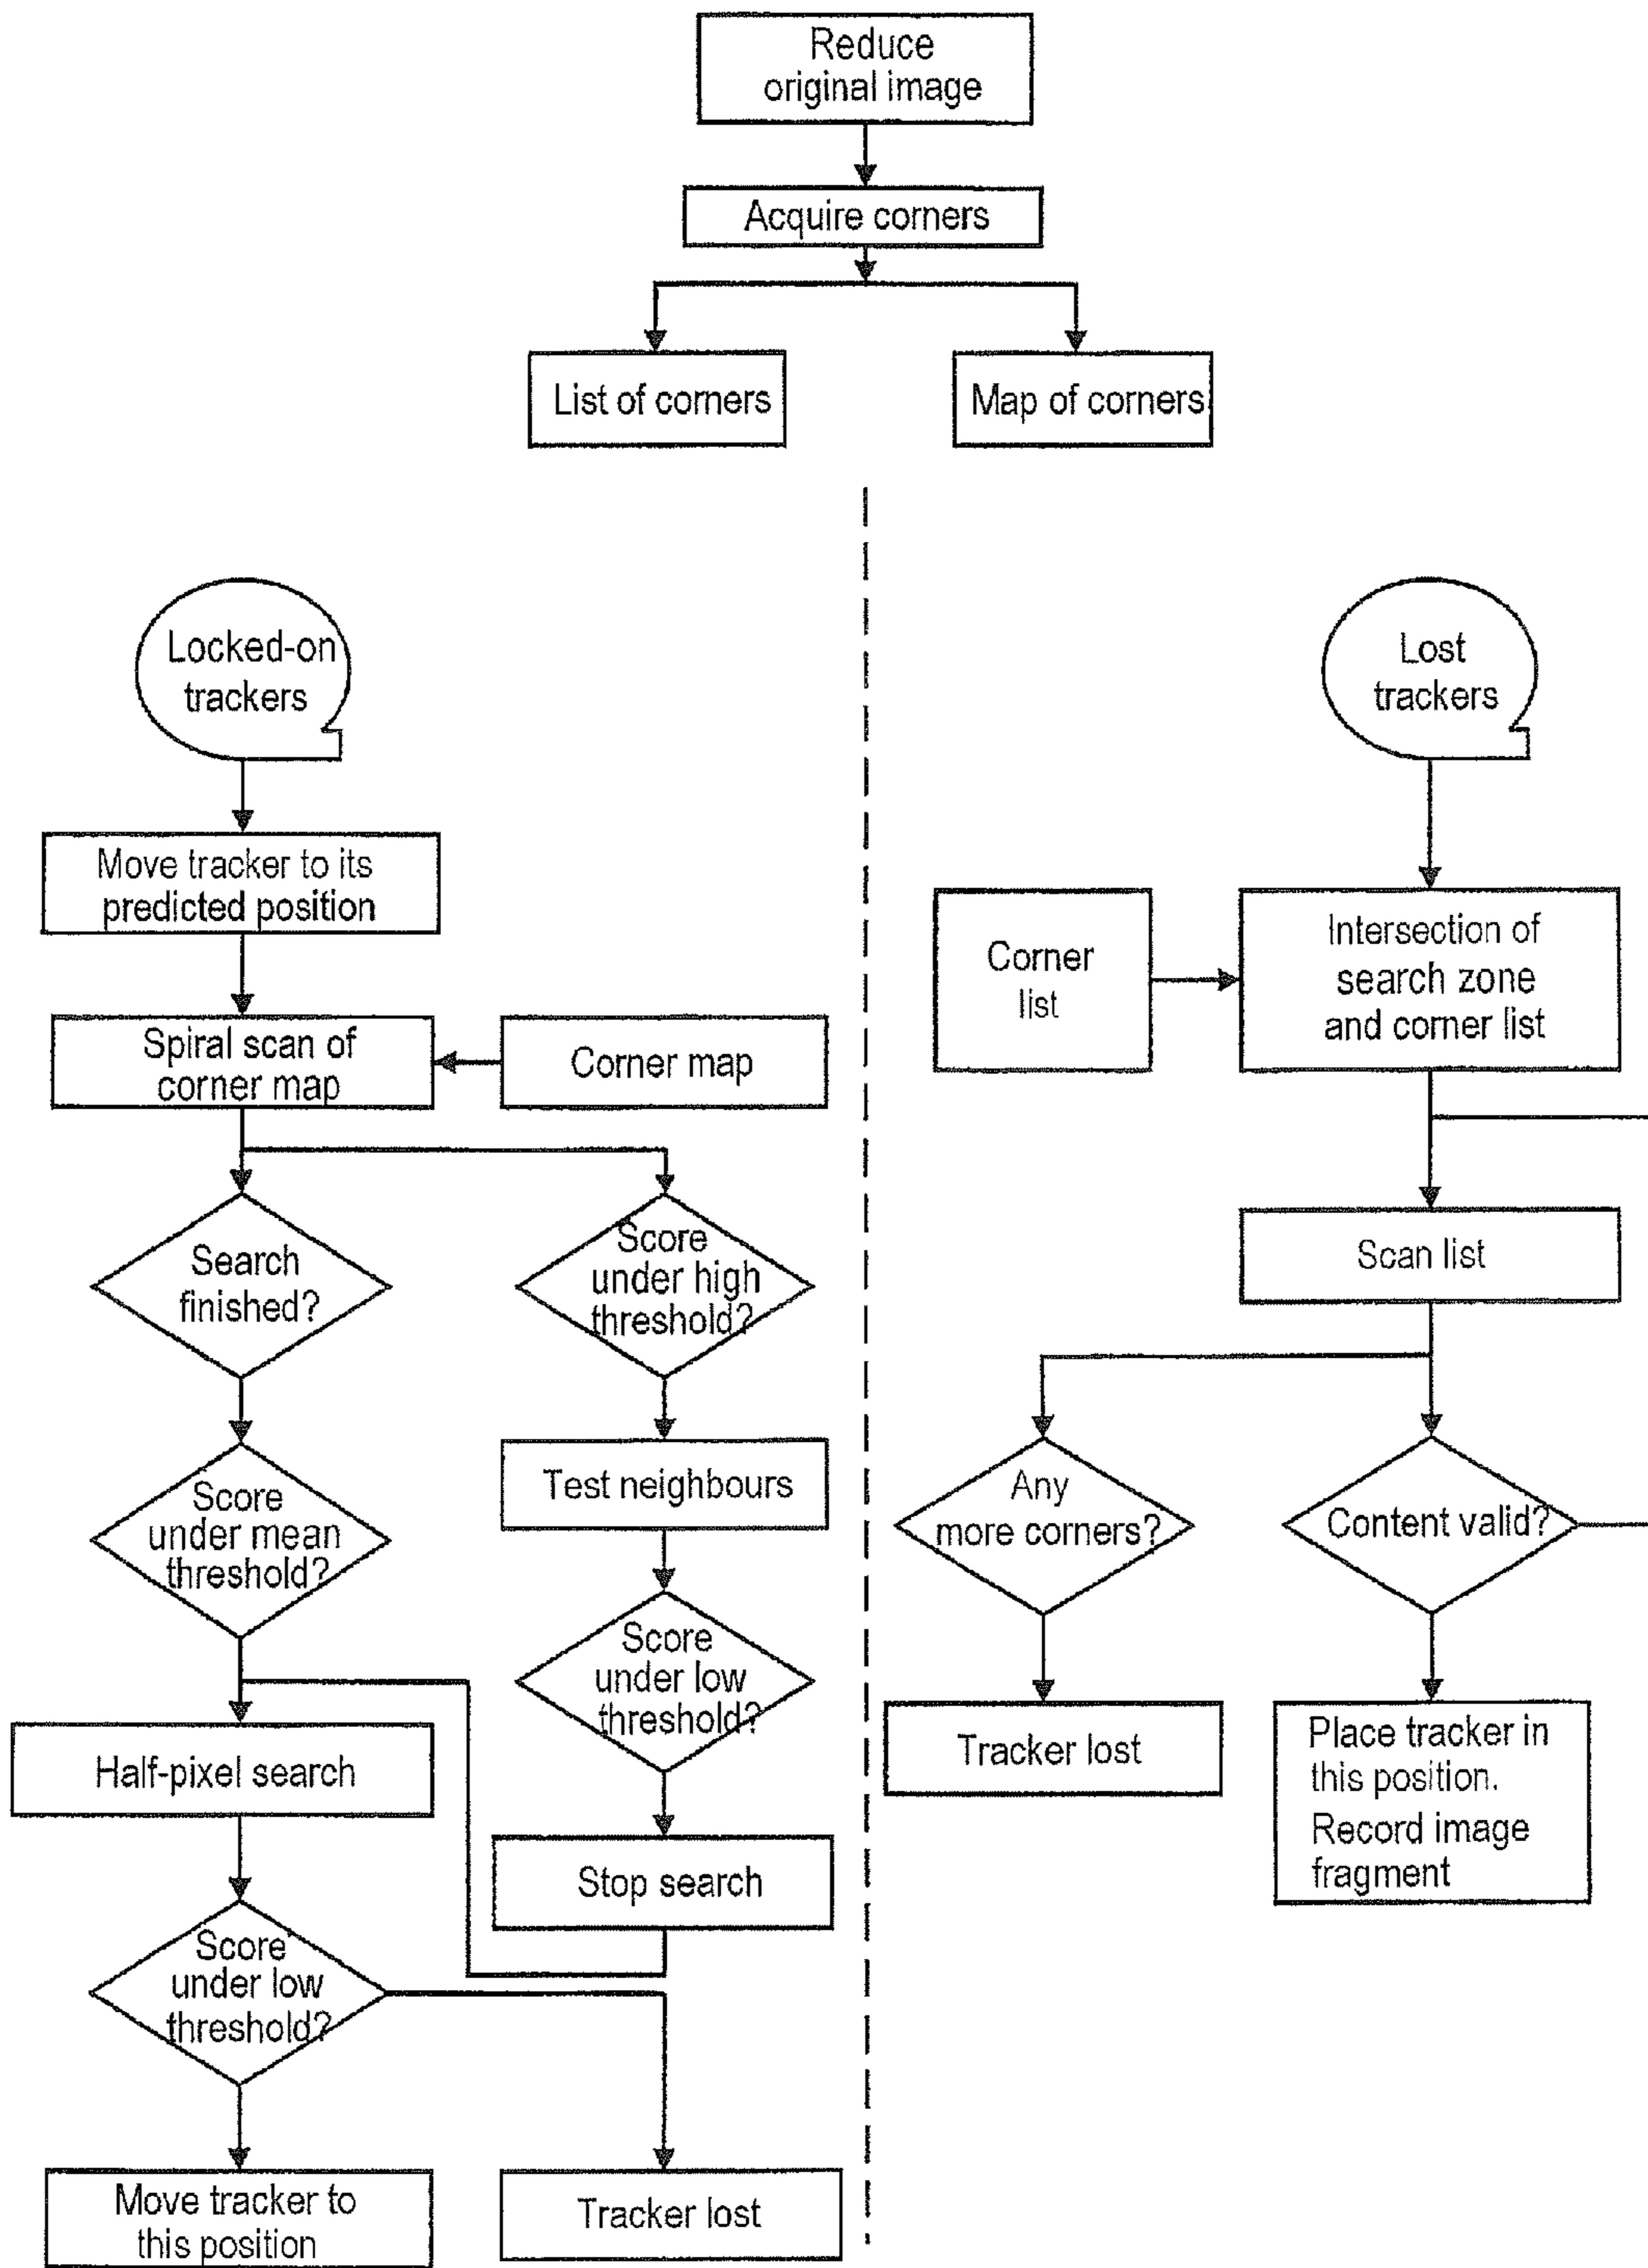 Reduce
original image
Acquire corners
List of corners
Map of corners
Locked-on
trackers
Move tracker to its
predicted position
Spiral scan of
corner map
Corner map
Search
finished?
Score
under high
threshold?
Score
under mean
threshold?
Test neighbours
Score
under low
threshold?
Half-pixel search
Stop search
Score
under low
threshold?
Move tracker to
this position
Tracker lost
Lost
trackers
Corner
list
Intersection of
search zone
and corner list
Scan list
Any
more corners?
Content valid?
Tracker lost
Place tracker in
this position.
Record image
fragment